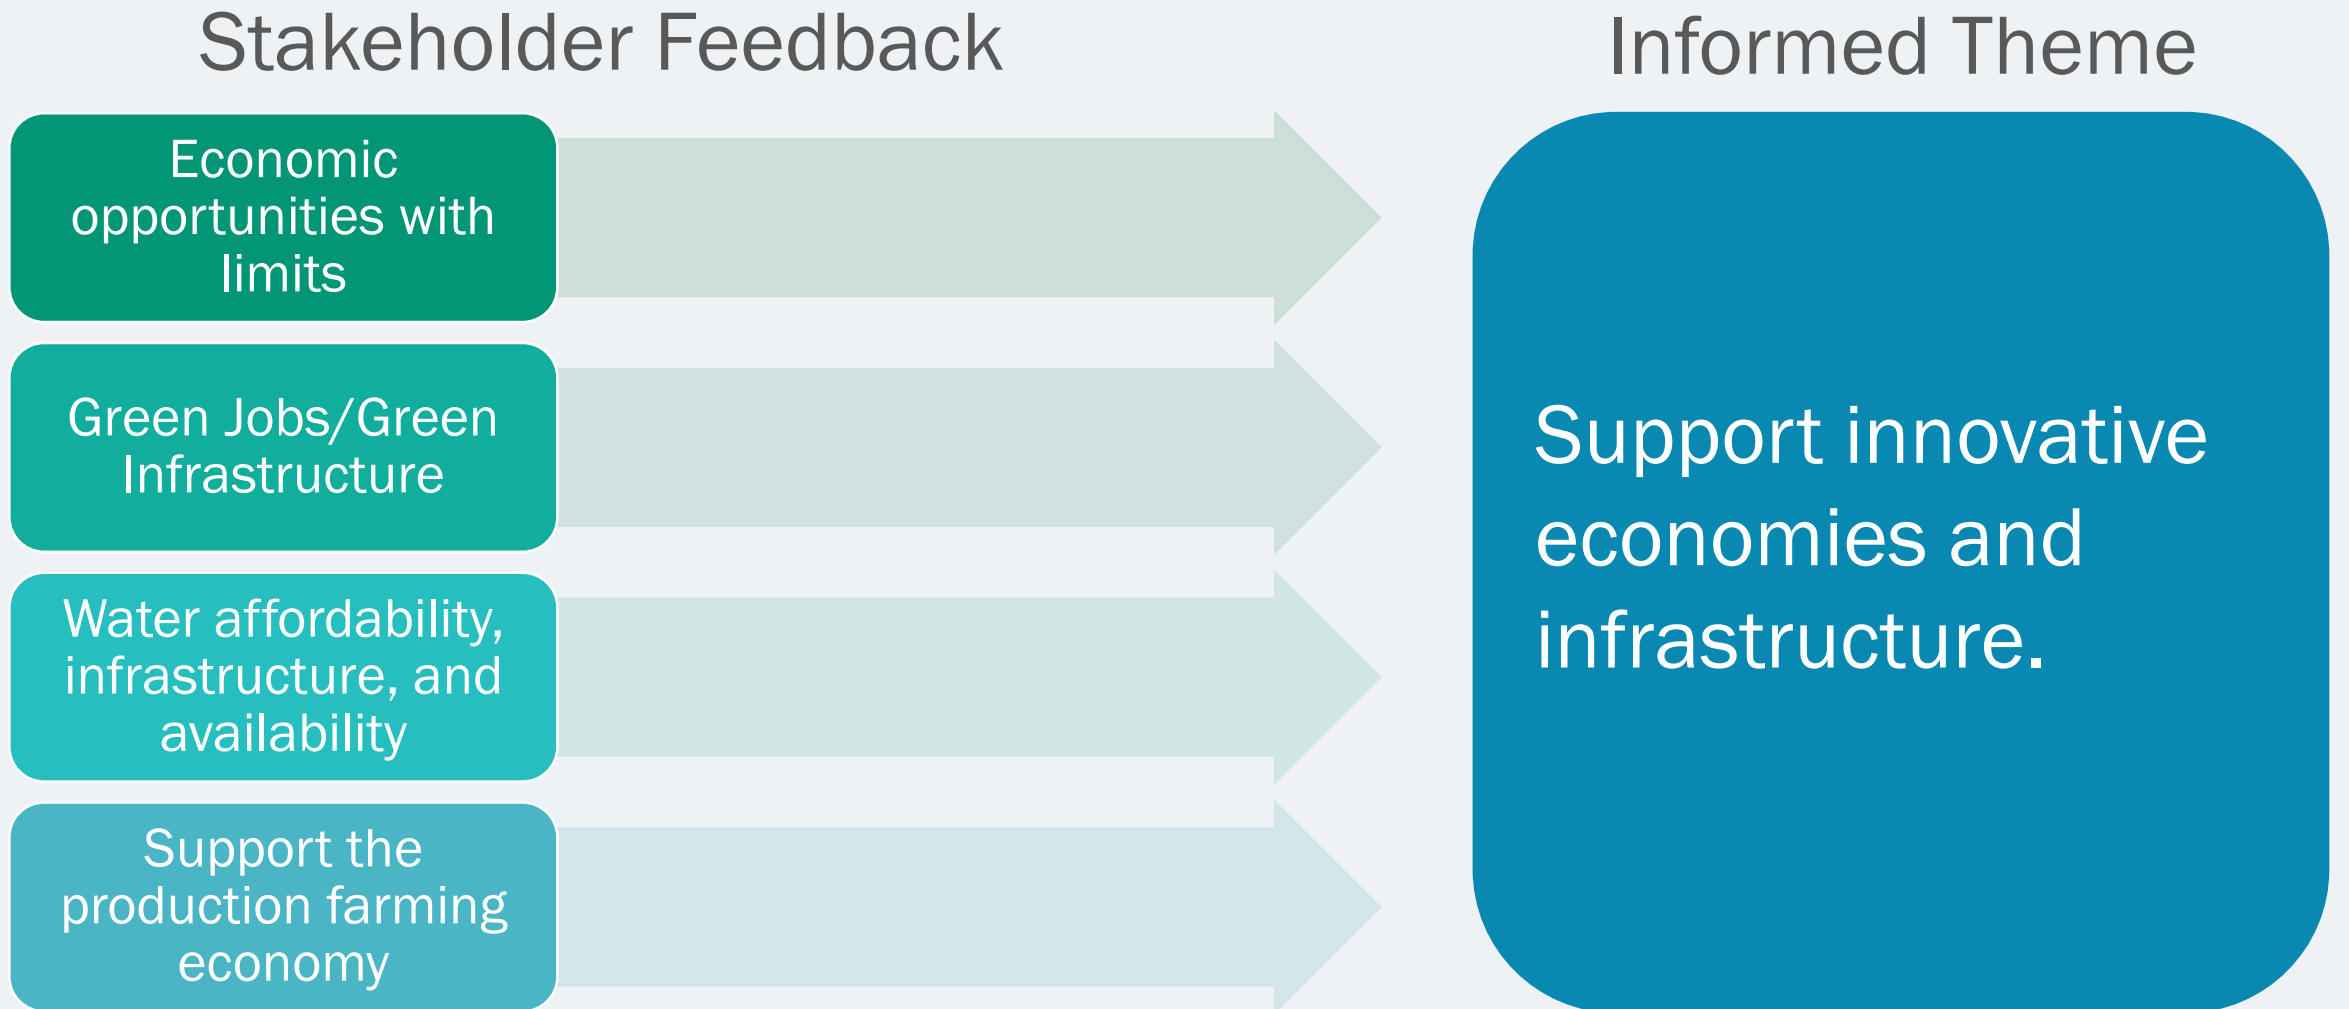 Stakeholder Feedback
Informed Theme
Economic
opportunities with
limits
Green Jobs/Green
Infrastructure
Water affordability,
infrastructure, and
availability
Support the
production farming
economy
Support innovative
economies and
infrastructure.